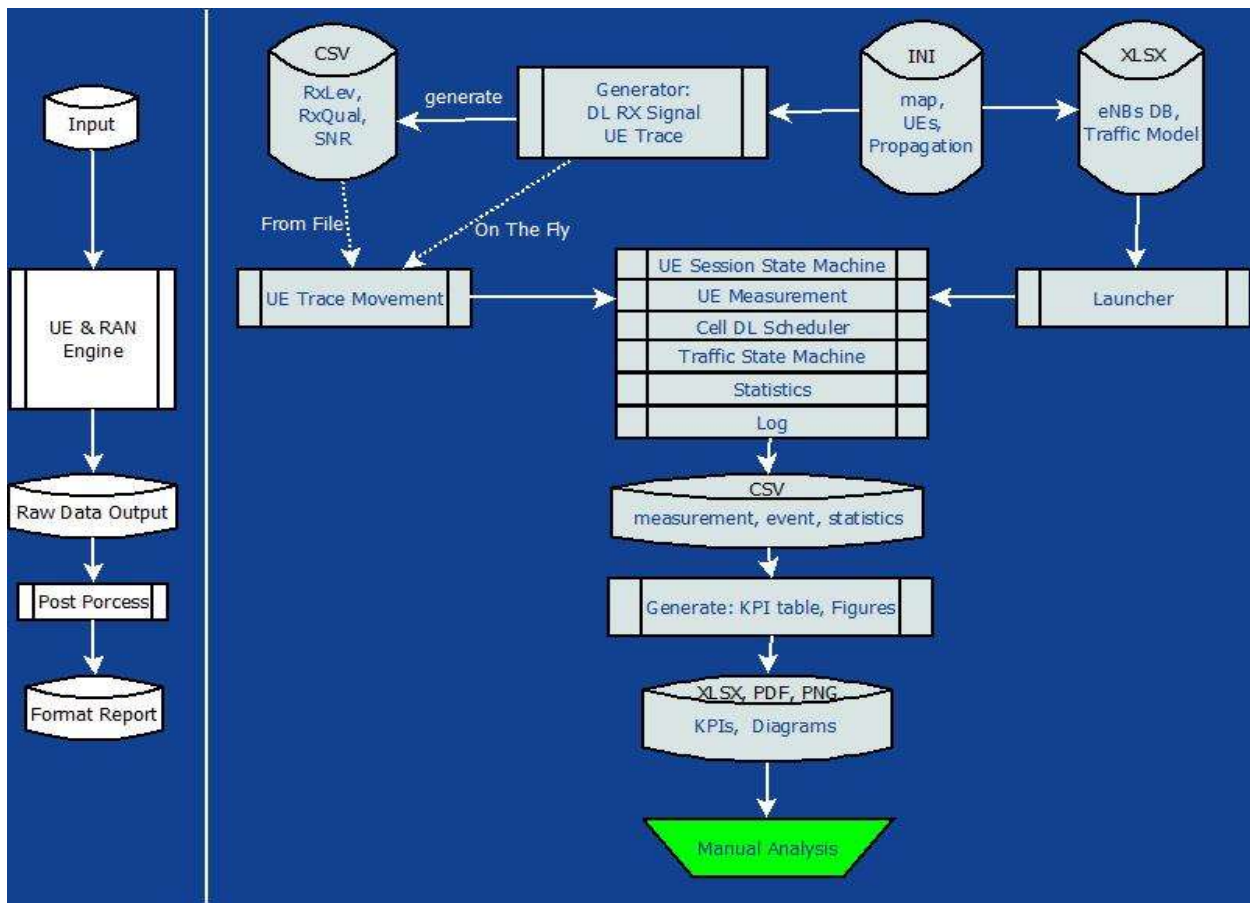 Input
UE & RAN
Engine
Raw Data Output
Post Porcess
Format Report
CSV
RxLev,
RxQual,
SNR
generate
Generator:
DL RX Signal
UE Trace
INI
map,
UEs,
Propagation
XLSX
eNBs DB,
Traffic Model
From File
On The Fly
UE Trace Movement
UE Session State Machine
UE Measurement
Cell DL Scheduler
Traffic State Machine
Statistics
Log
Launcher
CSV
measurement, event, statistics
Generate: KPI table, Figures
XLSX, PDF, PNG
KPIs, Diagrams
Manual Analysis